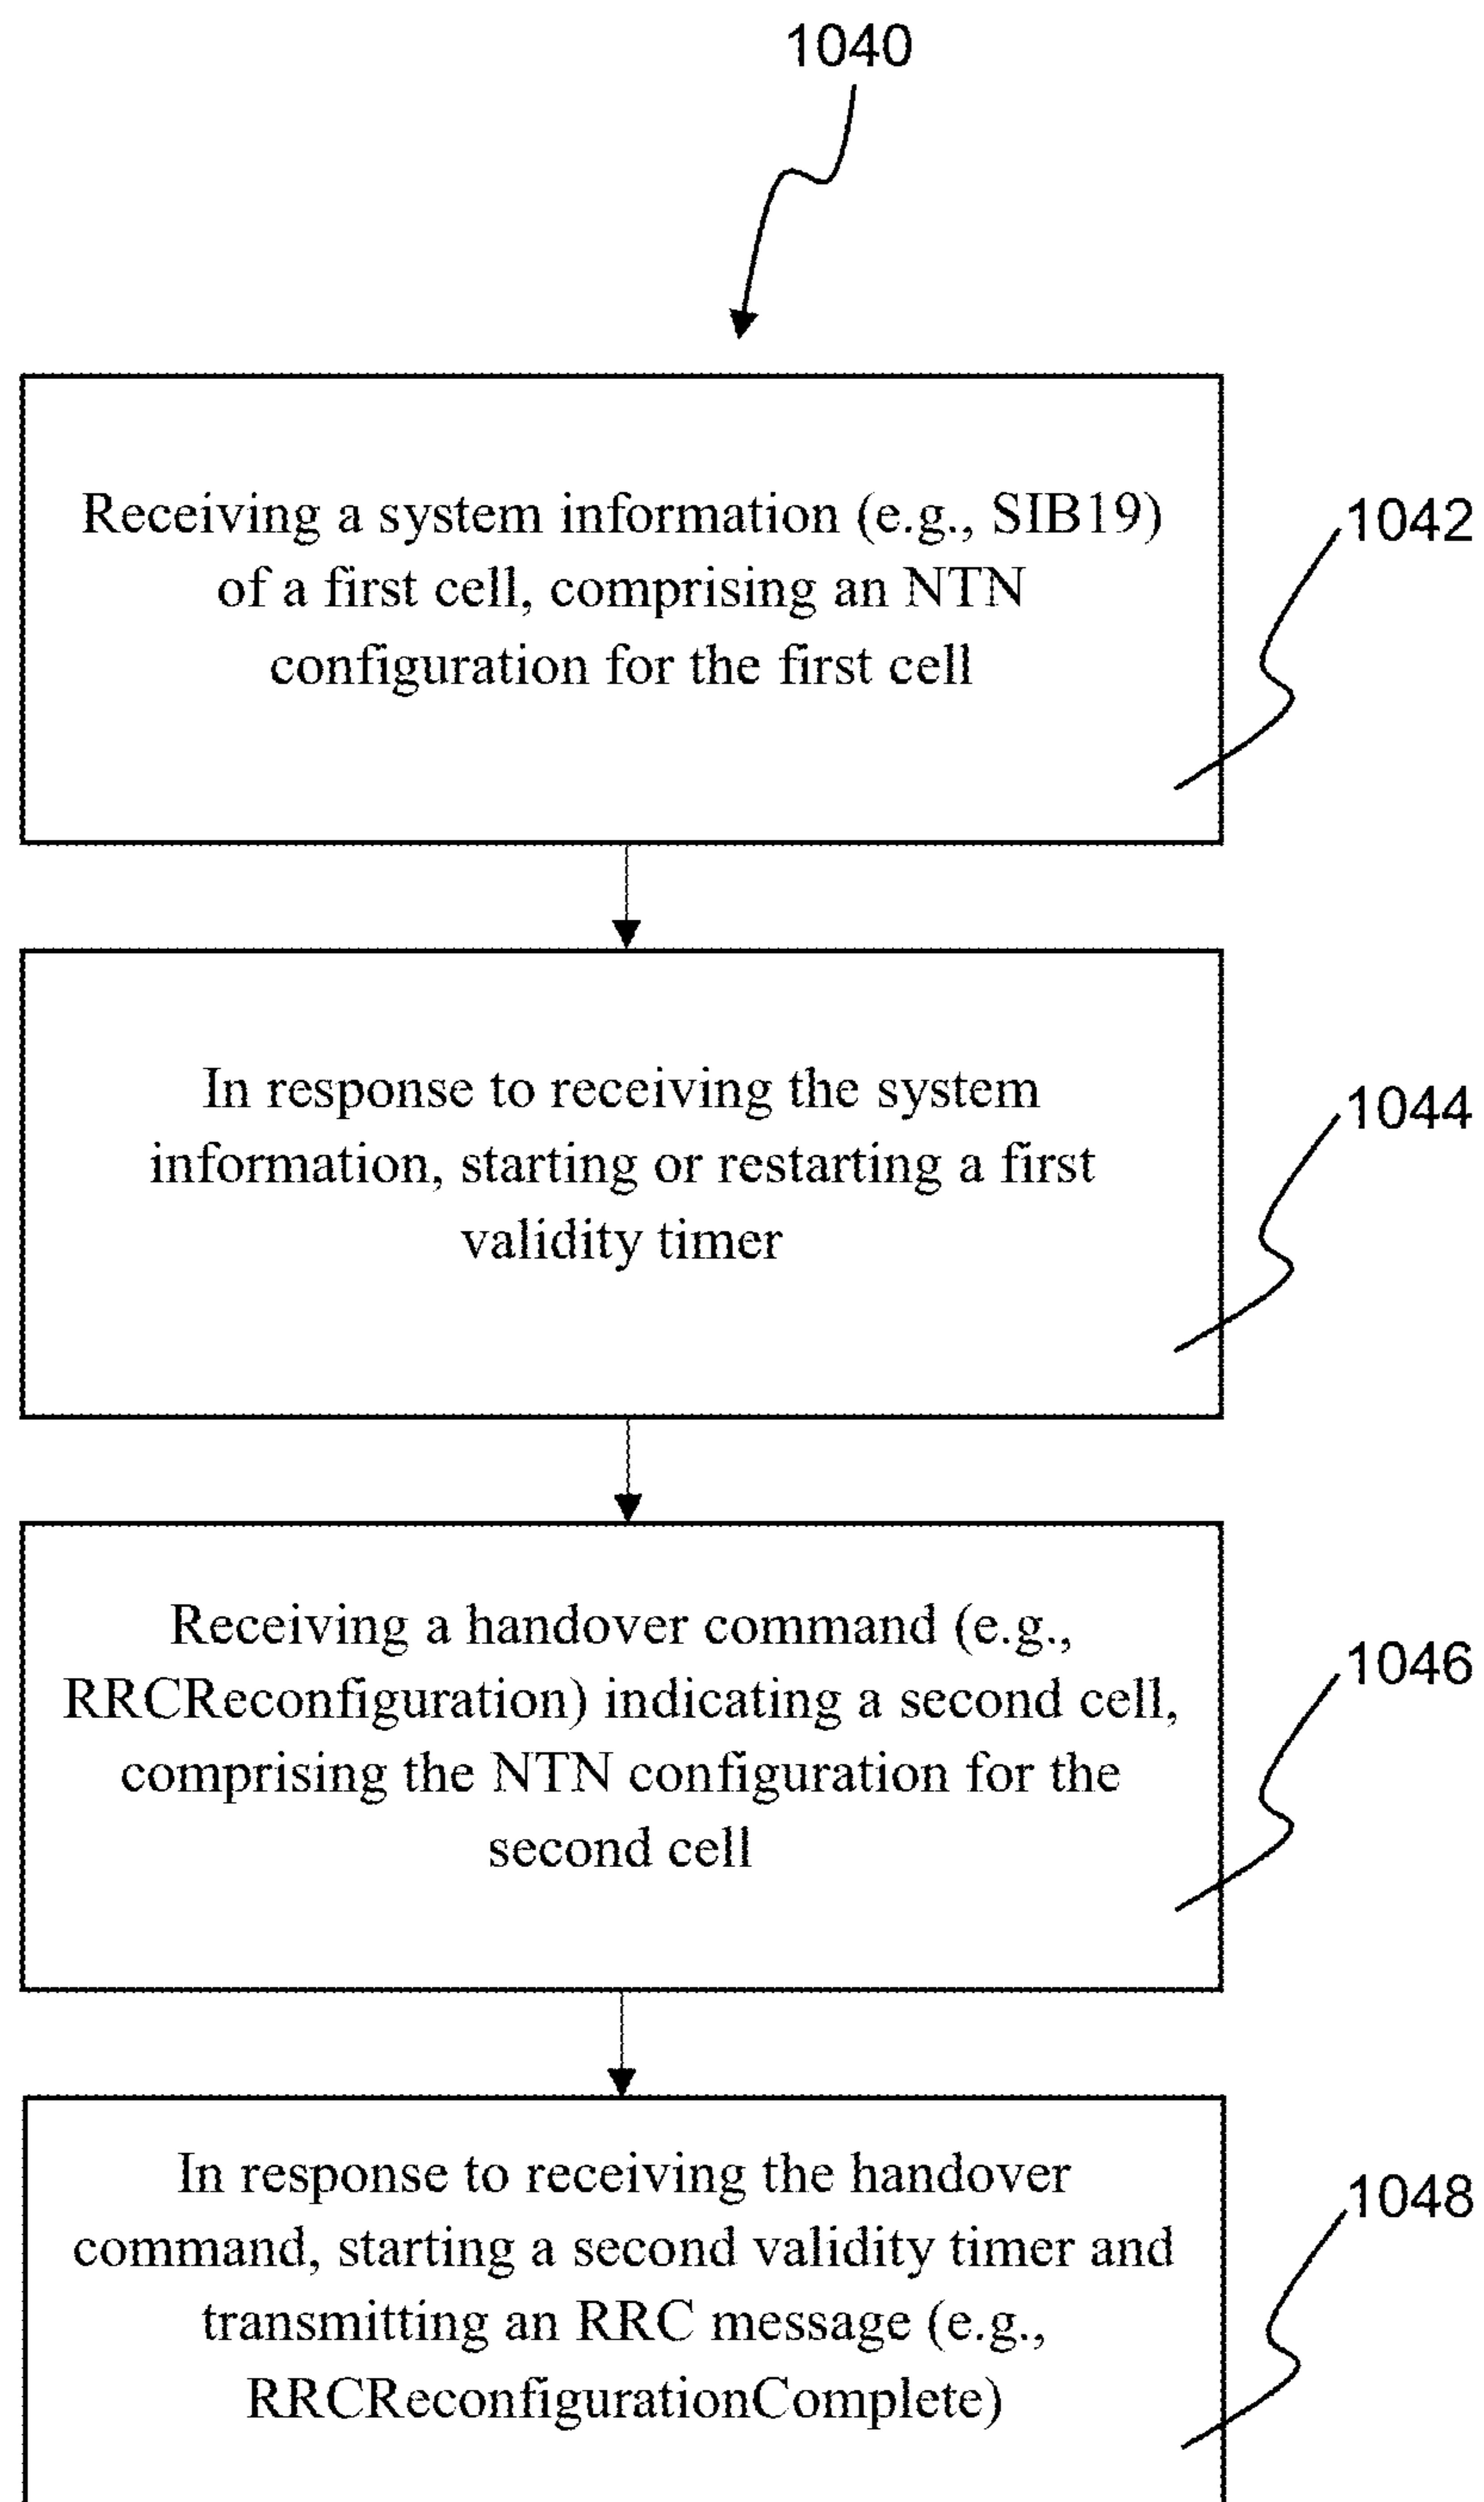 1040
Receiving a system information (e.g., SIB19)
of a first cell, comprising an NTN
configuration for the first cell
1042
In response to receiving the system
information, starting or restarting a first
validity timer
1044
Receiving a handover command (e.g.,
RRCReconfiguration) indicating a second cell,
comprising the NTN configuration for the
second cell
1046
In response to receiving the handover
command, starting a second validity timer and
transmitting an RRC message (e.g.,
RRCReconfigurationComplete)
1048